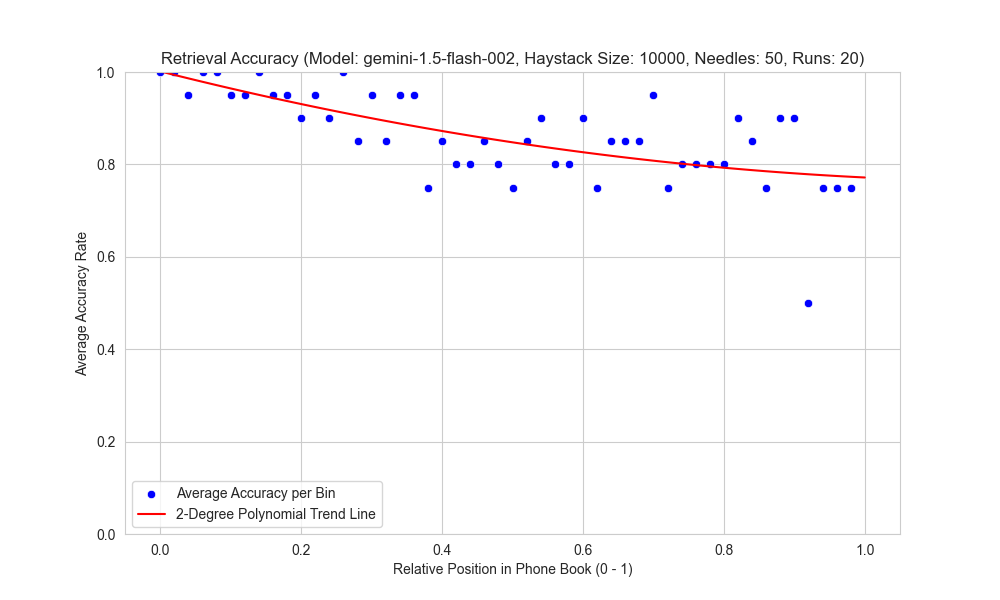 Retrieval Accuracy (Model: gemini-1.5-flash-002, Haystack Size: 10000, Needles: 50, Runs: 20)
1.0
0.8
0.6
0.4
0.2
0.0
Average Accuracy Rate
Average Accuracy per Bin
2-Degree Polynomial Trend Line
0.0 0.2 0.4 0.6 0.8 1.0
Relative Position in Phone Book (0 - 1)